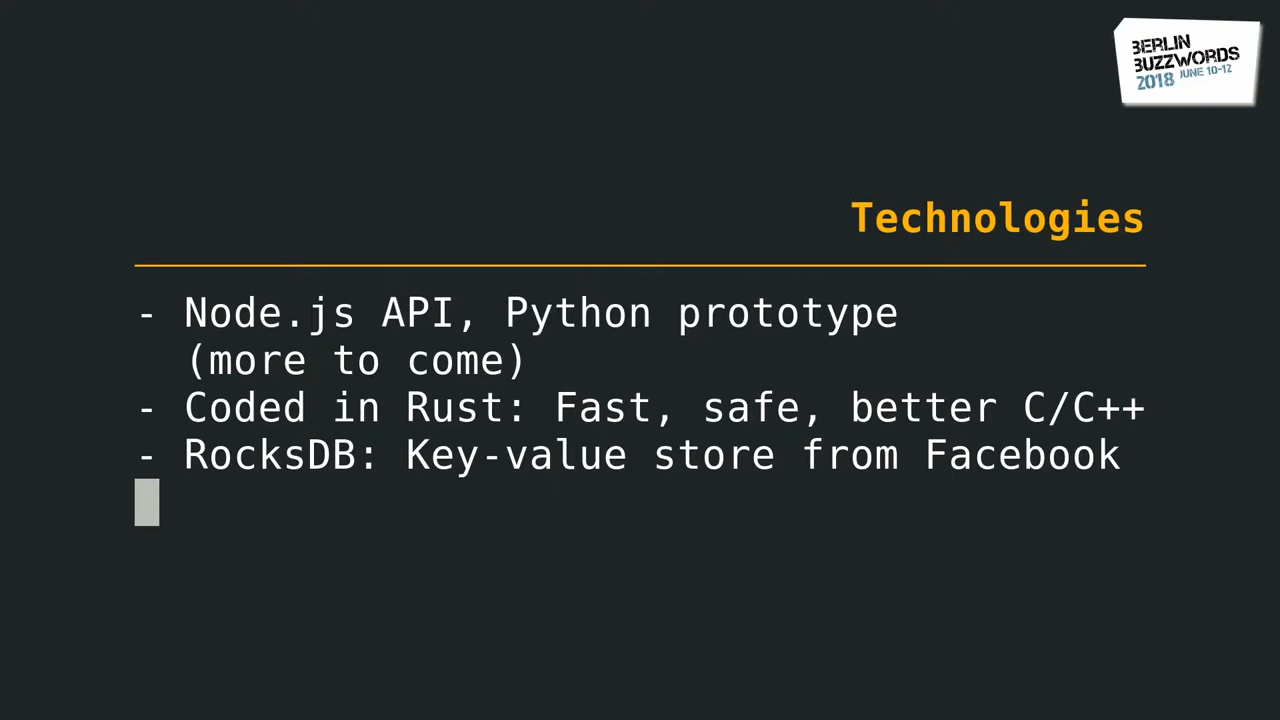 BERLIN
BUZZWORDS
2018 JUNE 10-12
Technologies
- Node.js API, Python prototype
(more to come)
- Coded in Rust: Fast, safe, better C/C++
- RocksDB: Key-value store from Facebook